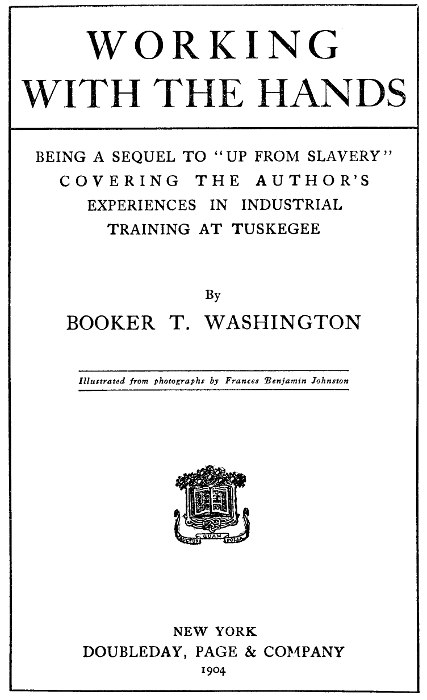 WORKING
WITH THE HANDS
BEING A SEQUEL TO "UP FROM SLAVERY"
COVERING THE AUTHOR'S
EXPERIENCES IN INDUSTRIAL
TRAINING AT TUSKEGEE
By
BOOKER T. WASHINGTON
Illustrated from photographs by Frances Benjamin Johnston
QUAM
NEW YORK
DOUBLEDAY, PAGE & COMPANY
1904